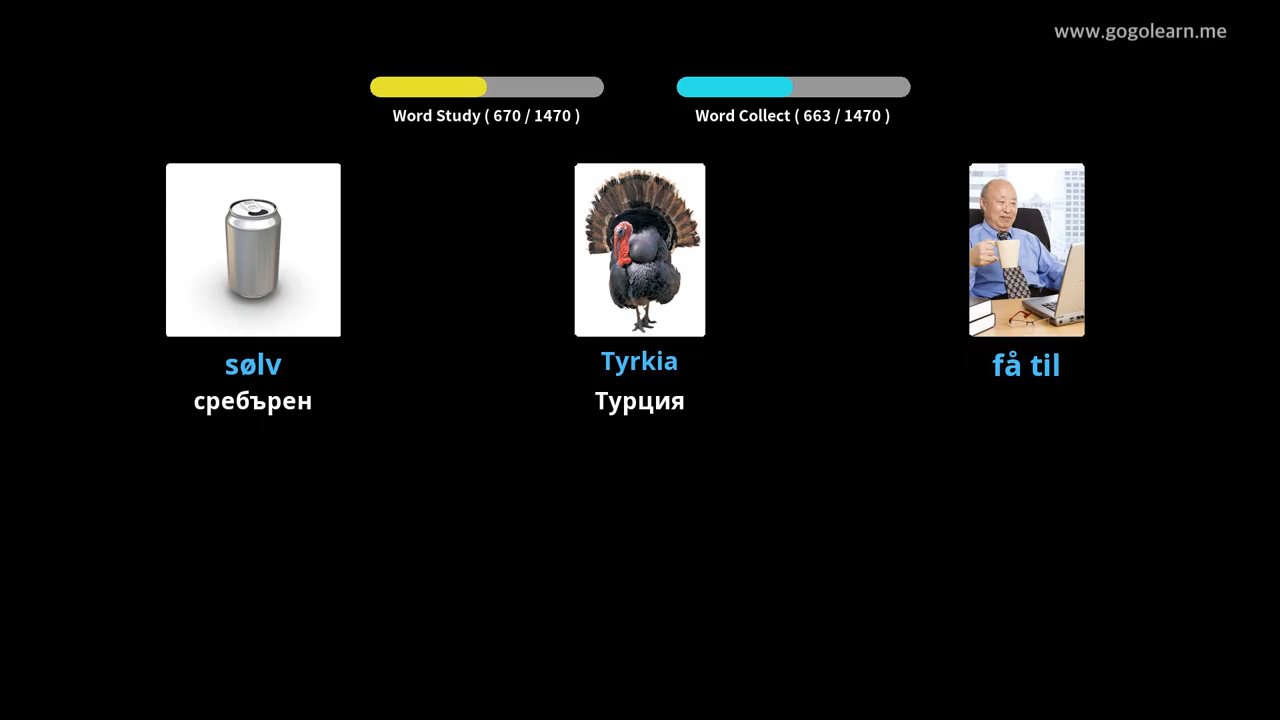 www.gogolearn.me
Word Study ( 670 / 1470 )
Word Collect ( 663 / 1470 )
sølv
Tyrkia
få til
сребърен
Турция